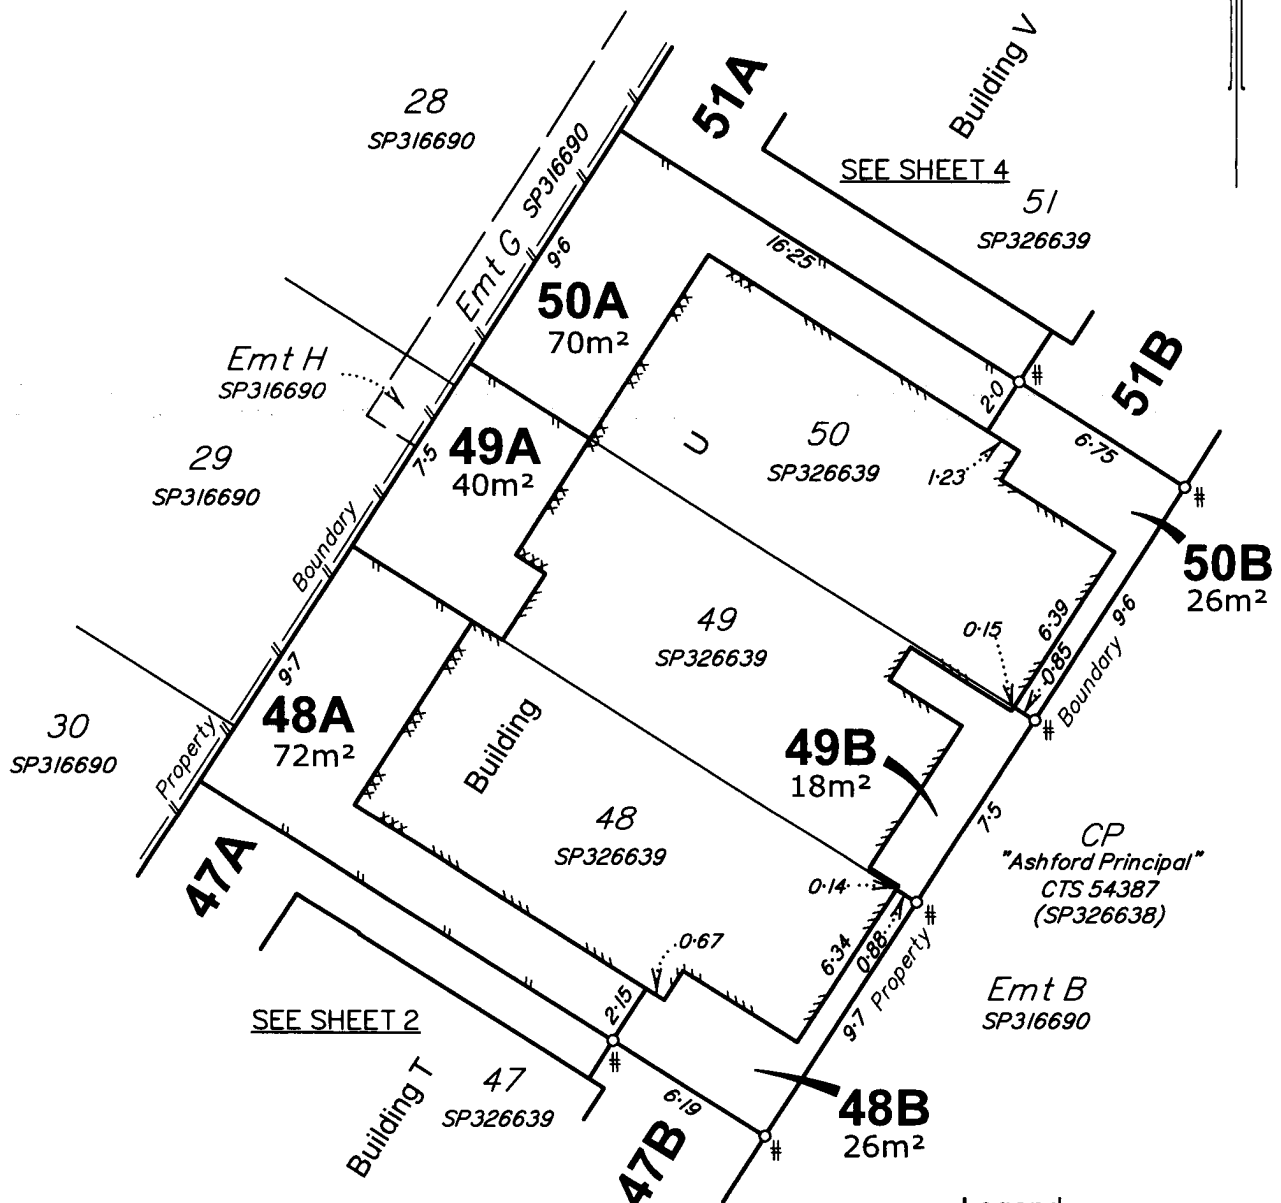 28
SP316690
51A
Building V
SEE SHEET 4
51
SP326639
Emt G SP316690
9·6
16·25
50A
70m²
Emt H
SP316690
2·0
#
51B
6·75
#
49A
40m²
7·5
U
50
SP326639
1·23
29
SP316690
Boundary
50B
26m²
9·6
6·39
0·15
0·85
Boundary
#
49
SP326639
9·7
48A
72m²
Building
49B
18m²
7·5
30
SP316690
Property
48
SP326639
CP
"Ashford Principal"
CTS 54387
(SP326638)
0·14
#
47A
0·67
6·34
0·88
Property
9·7
Emt B
SP316690
SEE SHEET 2
2·15
#
Building T
47
SP326639
6·19
48B
26m²
#
47B
Legend